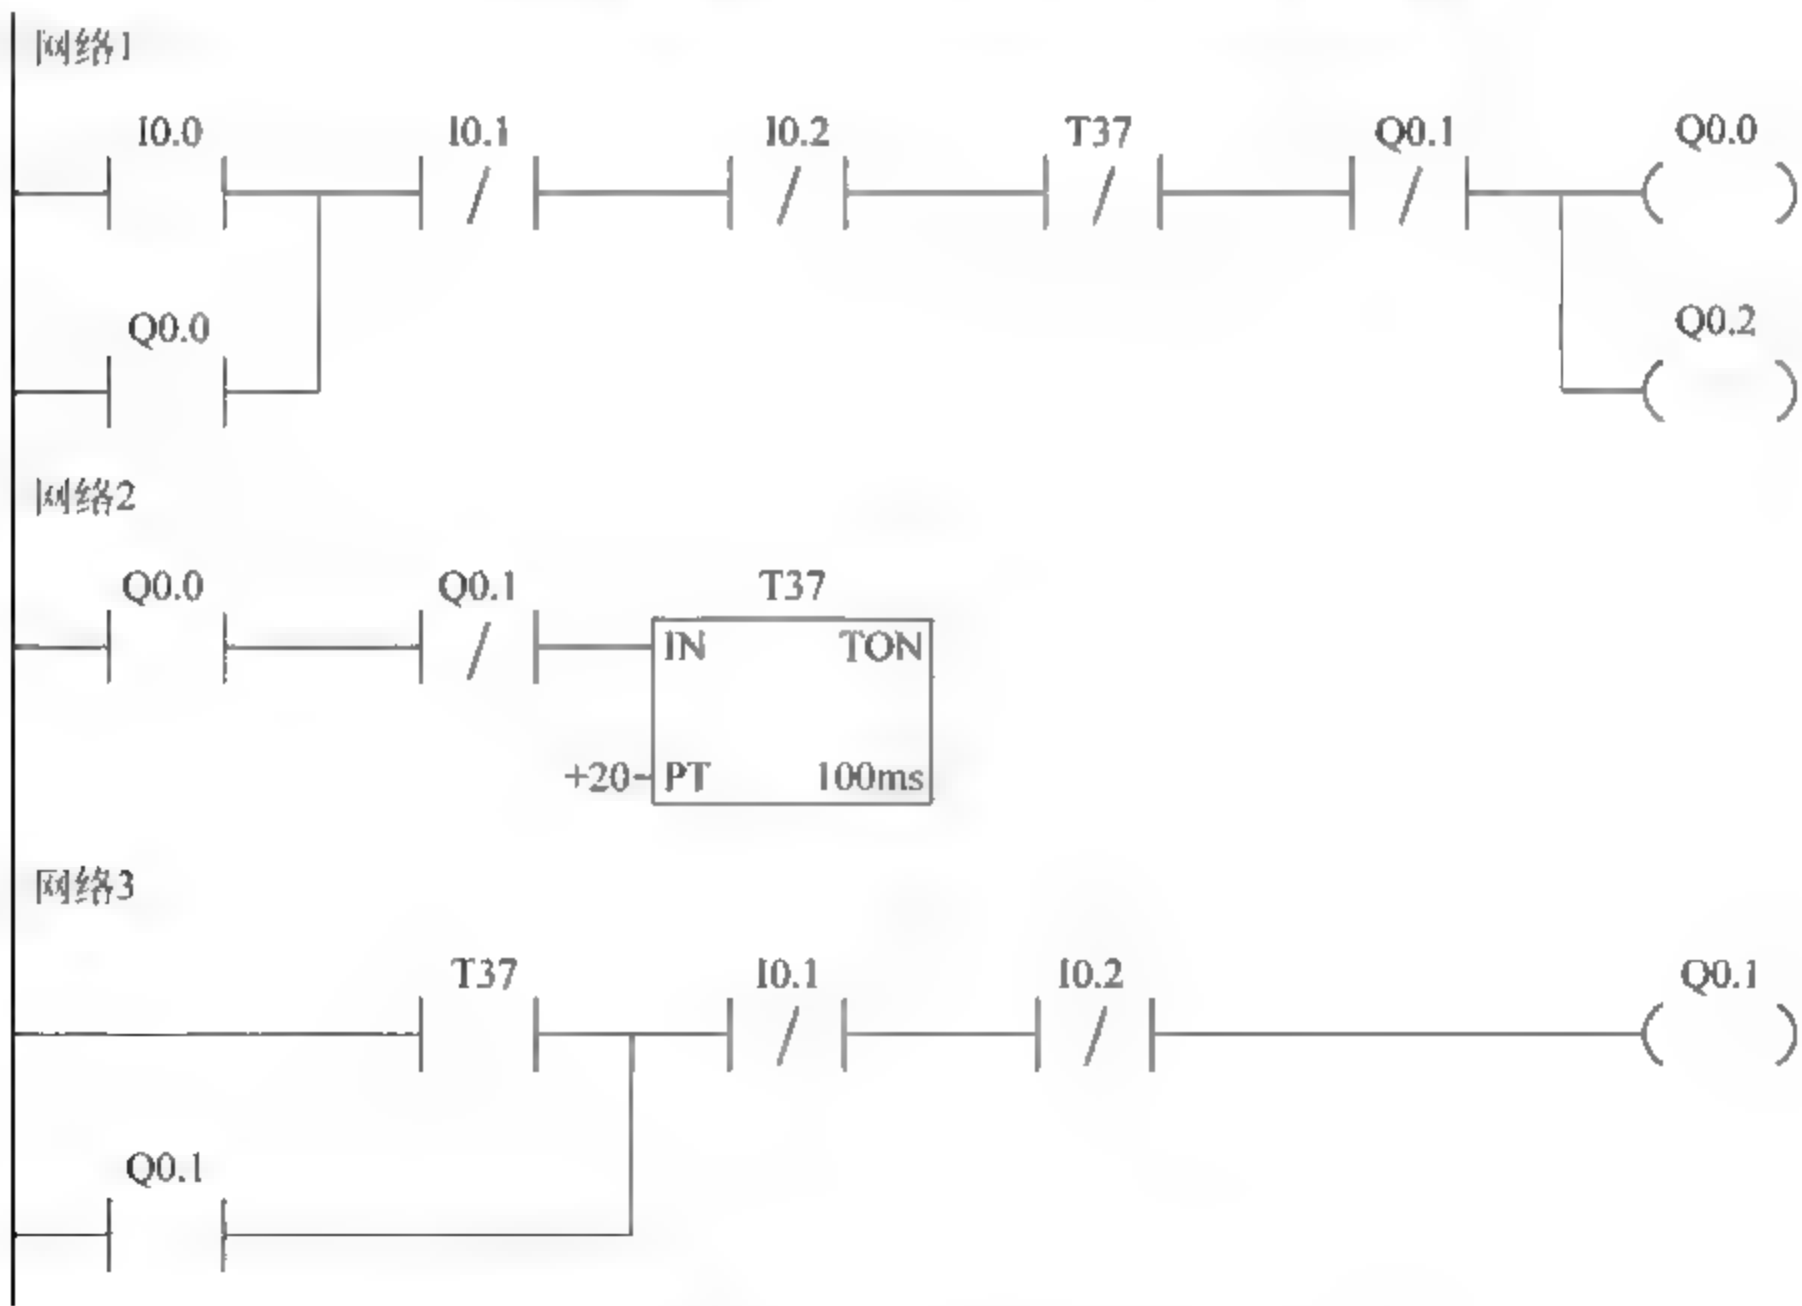 网络1
I0.0 I0.1 I0.2 T37 Q0.1 Q0.0
Q0.0 Q0.2
网络2
Q0.0 Q0.1 T37
IN TON
+20 PT 100ms
网络3
T37 I0.1 I0.2 Q0.1
Q0.1